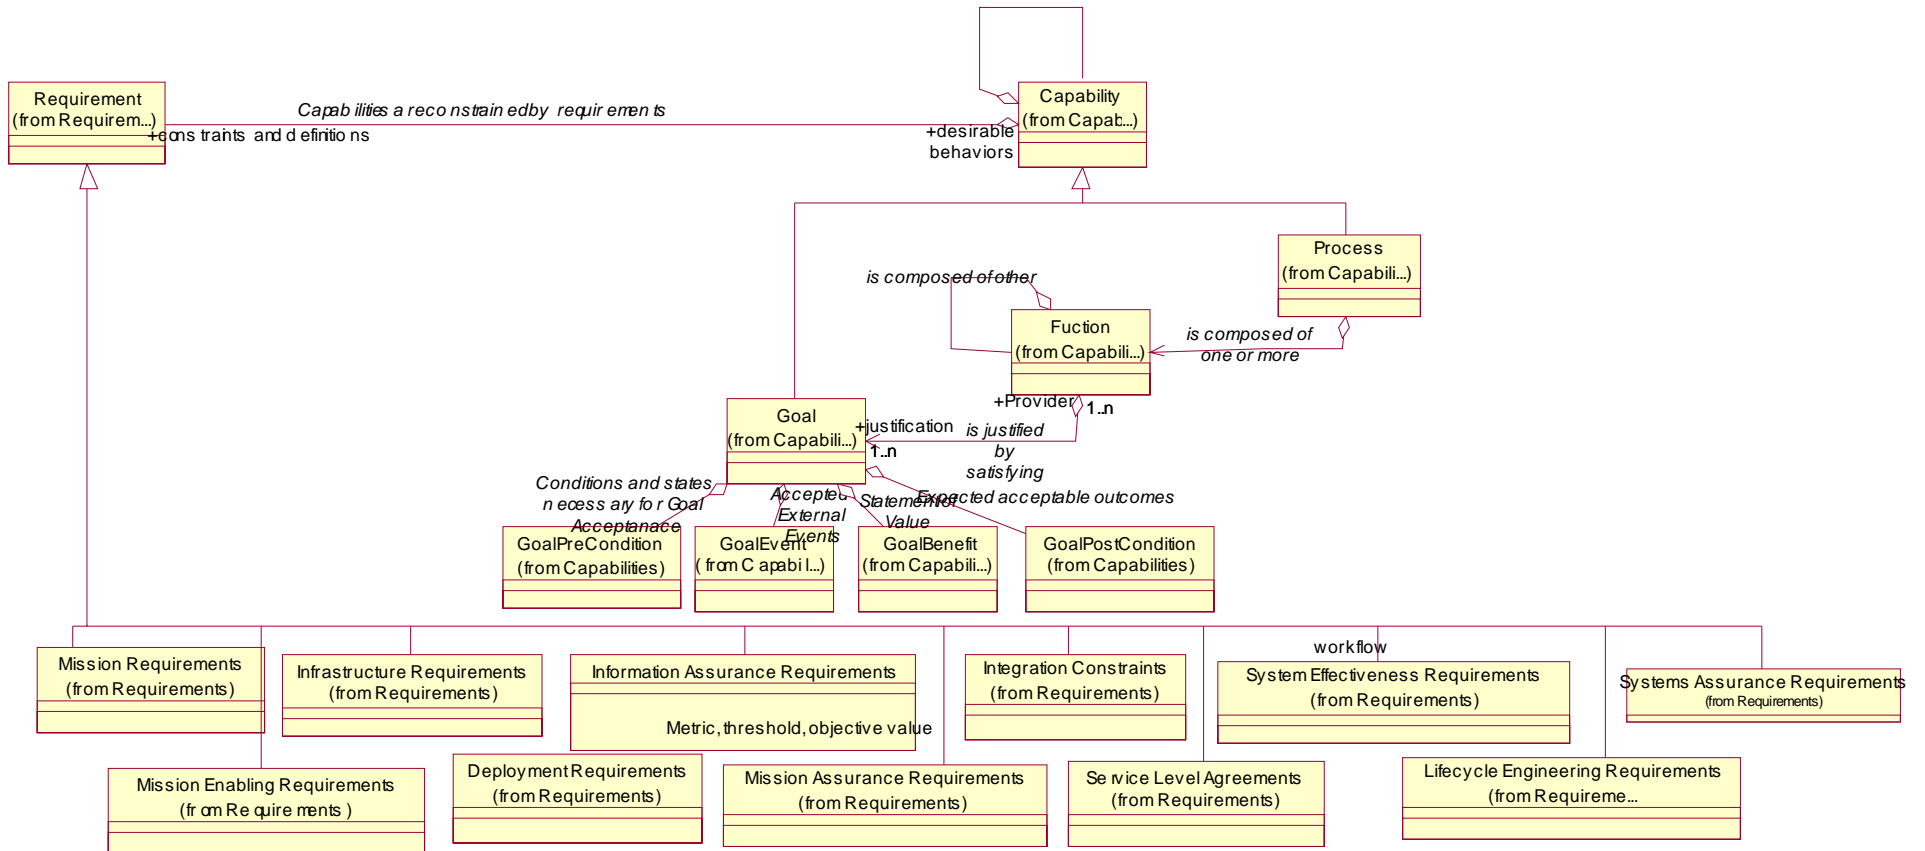 Requirement
(from Requirem...)
Capabilities are constrainedby requirements
+constraints and definitions
Capability
(from Capab...)
+desirable
behaviors
Process
(from Capabili...)
is composed ofother
Fuction
(from Capabili...)
is composed of
one or more
+Provider
1..n
Goal
(from Capabili...)
+justification
1..n
is justified
by
satisfying
Conditions and states
necessary for Goal
Acceptanace
Accepted
External
Events
Statement of
Value
Expected acceptable outcomes
GoalPreCondition
(from Capabilities)
GoalEvent
(from Capabil...)
GoalBenefit
(from Capabili...)
GoalPostCondition
(from Capabilities)
workflow
Mission Requirements
(from Requirements)
Infrastructure Requirements
(from Requirements)
Information Assurance Requirements
Metric, threshold, objective value
Integration Constraints
(from Requirements)
System Effectiveness Requirements
(from Requirements)
Systems Assurance Requirements
(from Requirements)
Mission Enabling Requirements
(from Requirements)
Deployment Requirements
(from Requirements)
Mission Assurance Requirements
(from Requirements)
Service Level Agreements
(from Requirements)
Lifecycle Engineering Requirements
(from Requireme...